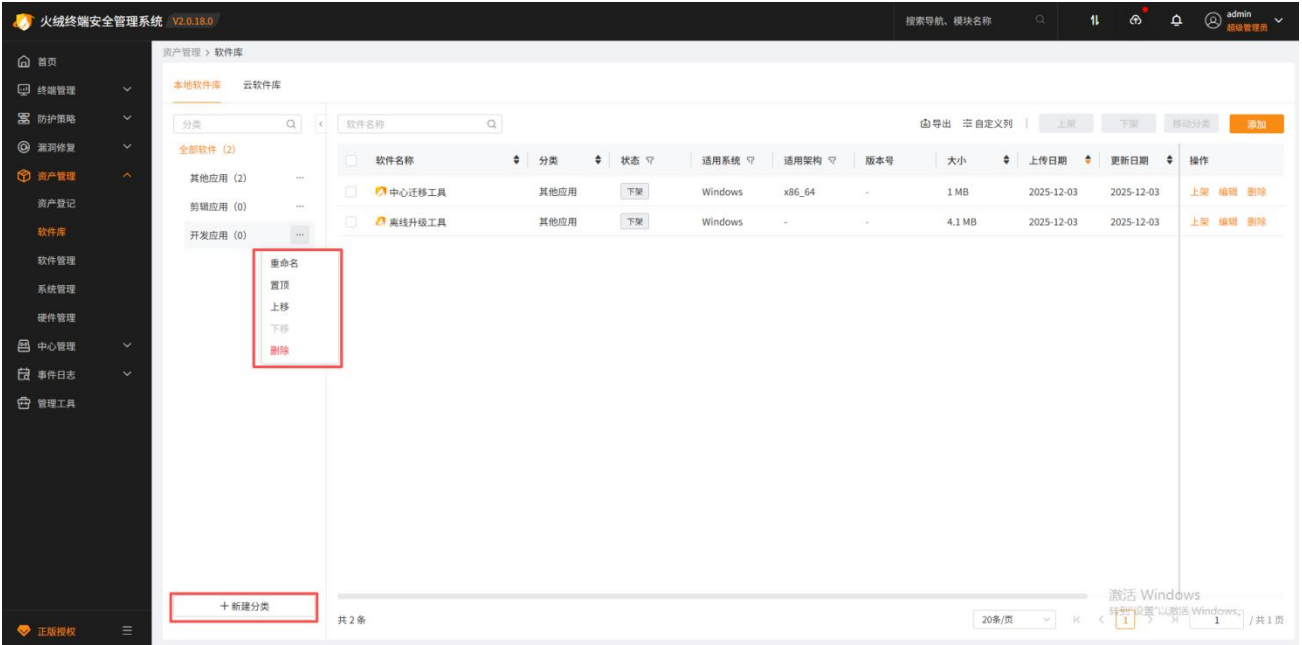 火绒终端安全管理系统 V2.0.18.0 搜索导航、模块名称 admin
超级管理员
首页
终端管理
防护策略
漏洞修复
资产管理
资产登记
软件库
软件管理
系统管理
硬件管理
中心管理
事件日志
管理工具
正版授权
资产管理 > 软件库
本地软件库 云软件库
分类
全部软件（2）
其他应用（2） ...
剪辑应用（0） ...
开发应用（0） ...
重命名
置顶
上移
下移
删除
+ 新建分类
软件名称 导出 自定义列 上架 下架 移动分类 添加
软件名称 分类 状态 适用系统 适用架构 版本号 大小 上传日期 更新日期 操作
中心迁移工具 其他应用 下架 Windows x86_64 - 1 MB 2025-12-03 2025-12-03 上架 编辑 删除
离线升级工具 其他应用 下架 Windows - - 4.1 MB 2025-12-03 2025-12-03 上架 编辑 删除
激活 Windows
转到"设置"以激活 Windows。
共 2 条 20条/页 1 1 / 共 1 页